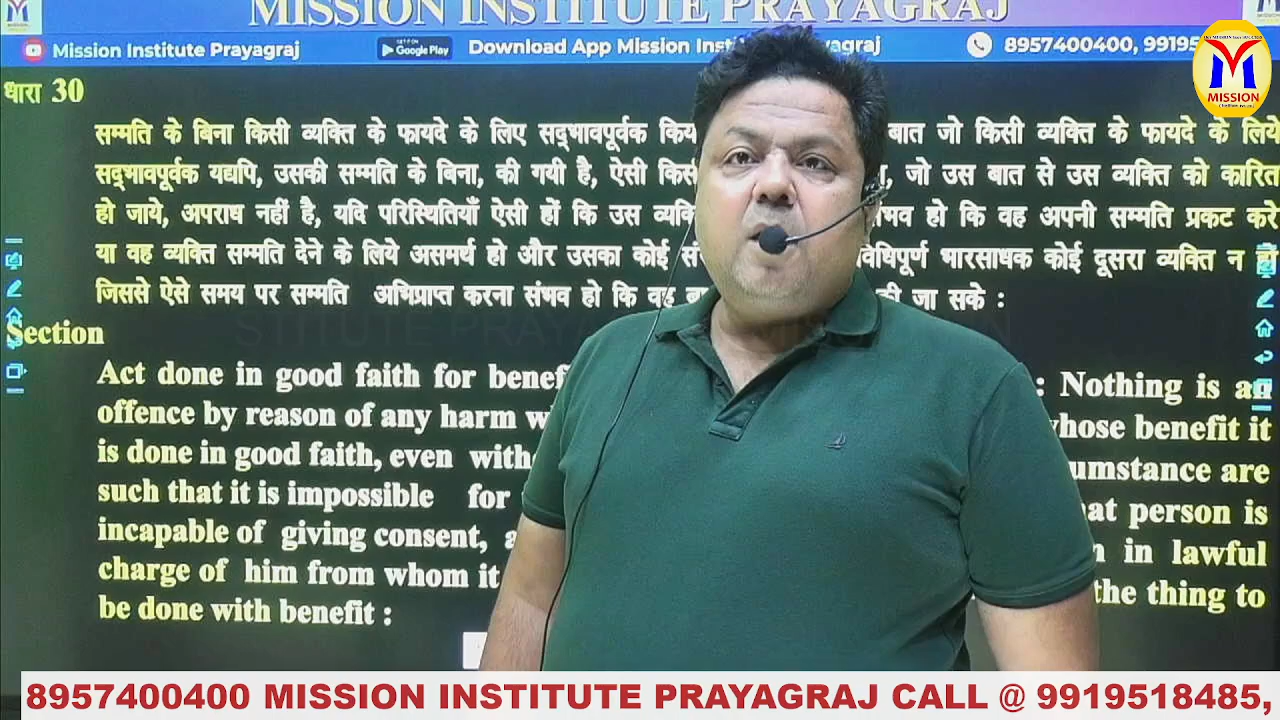 MISSION INSTITUTE PRAYAGRAJ
Mission Institute Prayagraj
GET IT ON
Google Play
Download App Mission Inst agraj
8957400400, 99195
MISSION
धारा 30
सम्मति के बिना किसी व्यक्ति के फायदे के लिए सद्भावपूर्वक किय बात जो किसी व्यक्ति के फायदे के लिये
सद्भावपूर्वक यद्यपि, उसकी सम्मति के बिना, की गयी है, ऐसी किस , जो उस बात से उस व्यक्ति को कारित
हो जाये, अपराध नहीं है, यदि परिस्थितियाँ ऐसी हों कि उस व्यक्ति भव हो कि वह अपनी सम्मति प्रकट करे
या वह व्यक्ति सम्मति देने के लिये असमर्थ हो और उसका कोई सं विधिपूर्ण भारसाधक कोई दूसरा व्यक्ति न हो
जिससे ऐसे समय पर सम्मति अभिप्राप्त करना संभव हो कि वह बा की जा सके :
Section
Act done in good faith for benef : Nothing is an
offence by reason of any harm w whose benefit it
is done in good faith, even with umstance are
such that it is impossible for hat person is
incapable of giving consent, a n in lawful
charge of him from whom it the thing to
be done with benefit :
8957400400 MISSION INSTITUTE PRAYAGRAJ CALL @ 9919518485,